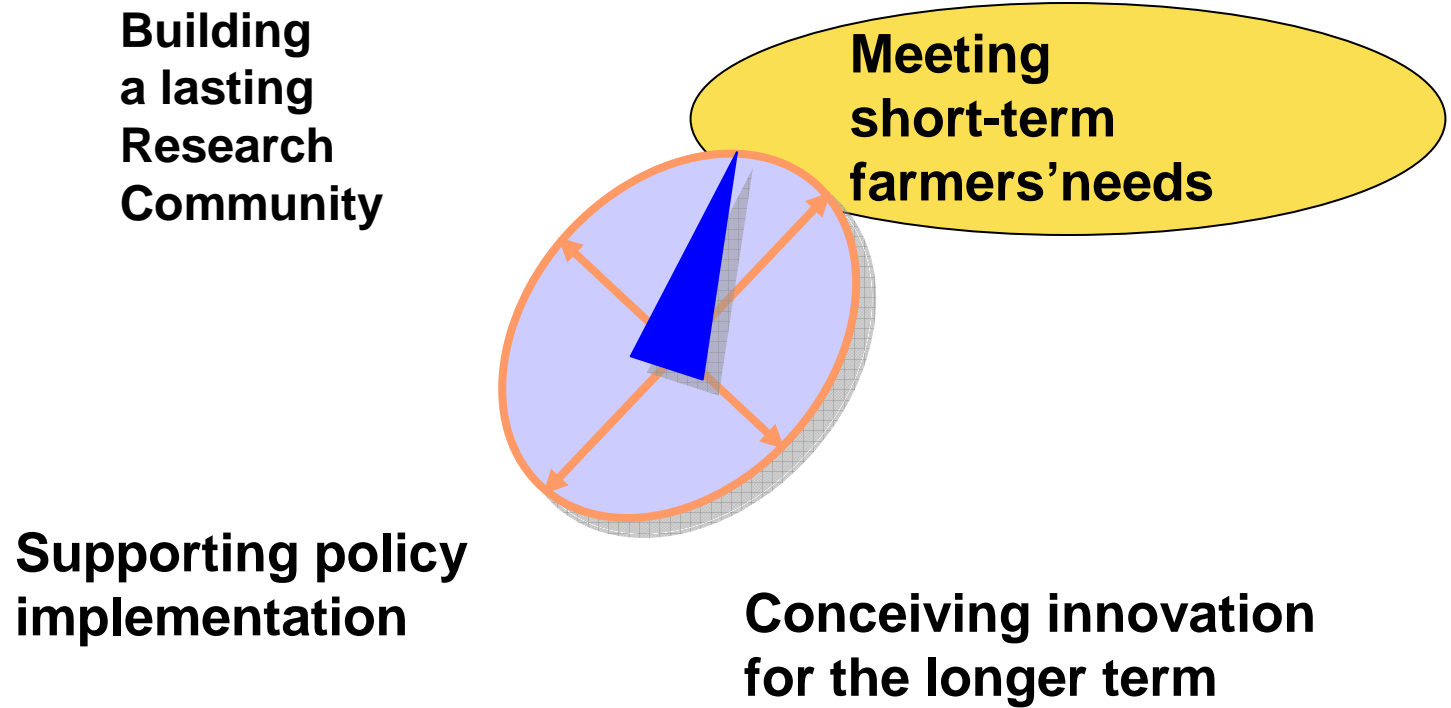 Building
a lasting
Research
Community
Meeting
short-term
farmers’needs
Supporting policy
implementation
Conceiving innovation
for the longer term